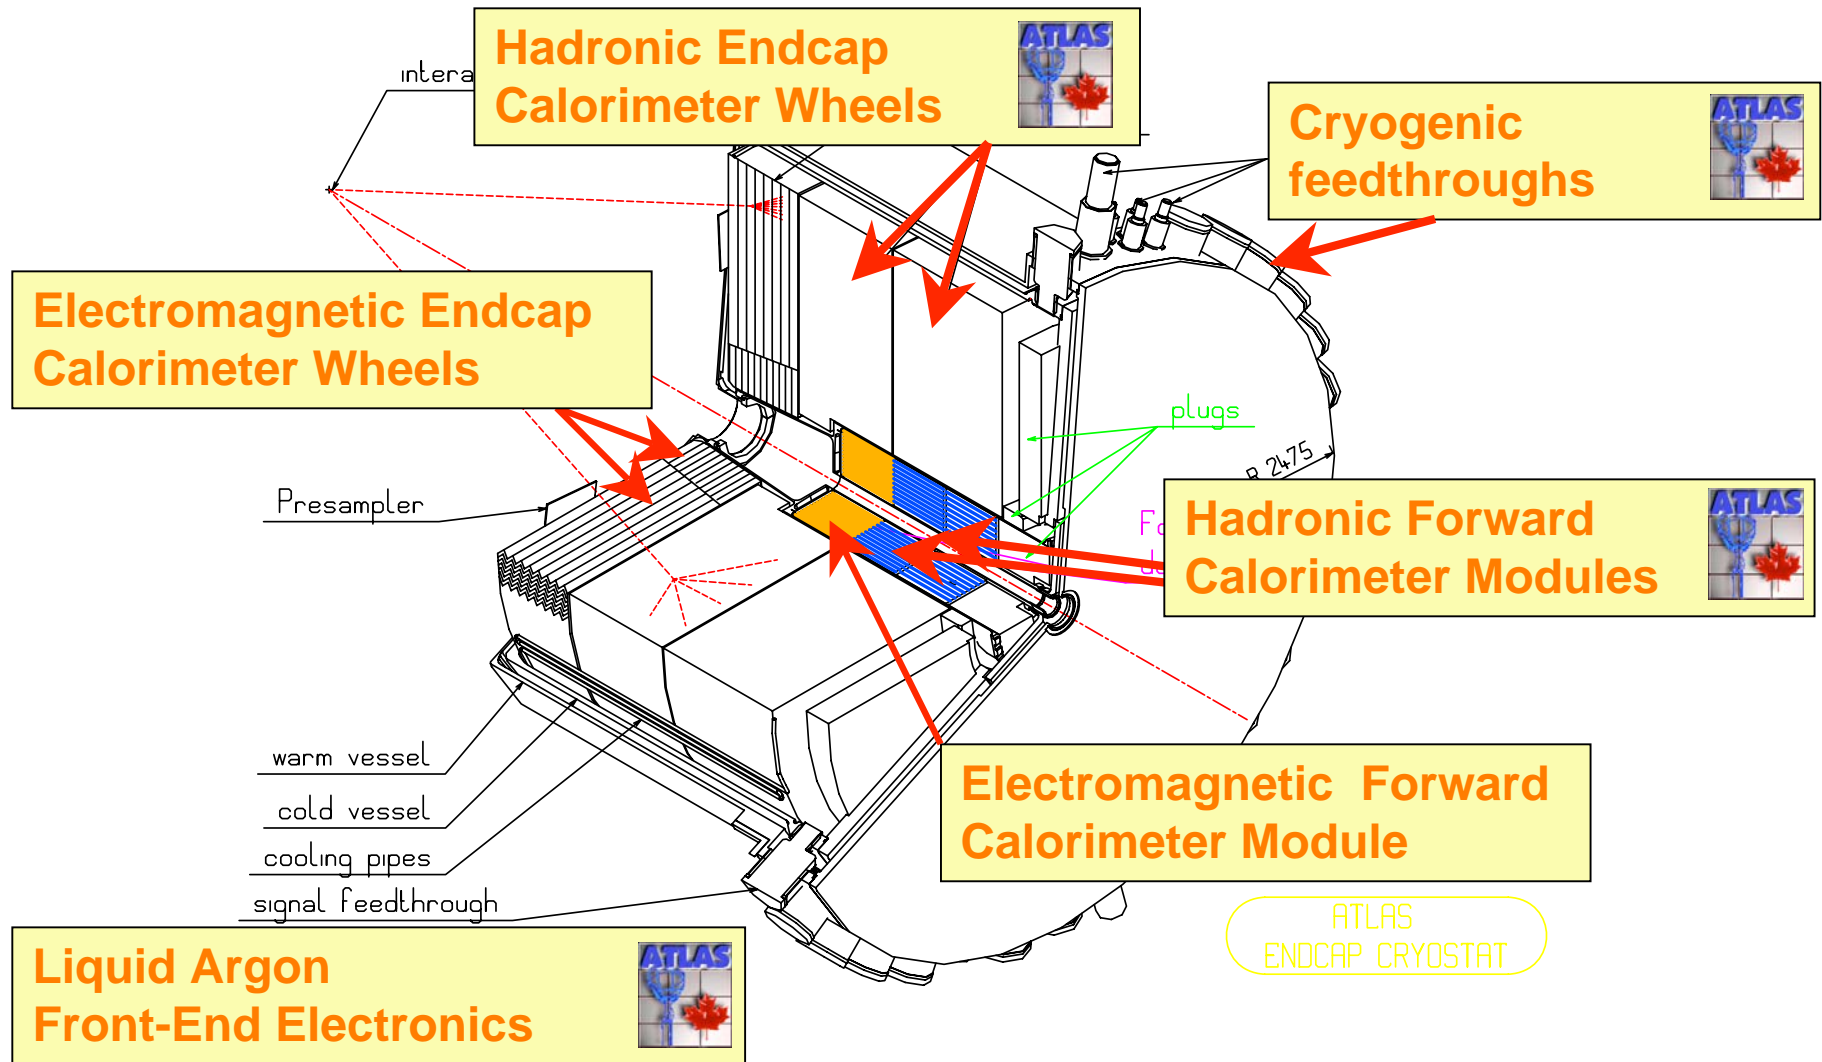 Hadronic Endcap
Calorimeter Wheels
ATLAS
intera
Cryogenic
feedthroughs
ATLAS
Electromagnetic Endcap
Calorimeter Wheels
plugs
R 2475
Presampler
Hadronic Forward
Calorimeter Modules
ATLAS
warm vessel
cold vessel
cooling pipes
signal feedthrough
Electromagnetic Forward
Calorimeter Module
ATLAS
ENDCAP CRYOSTAT
Liquid Argon
Front-End Electronics
ATLAS